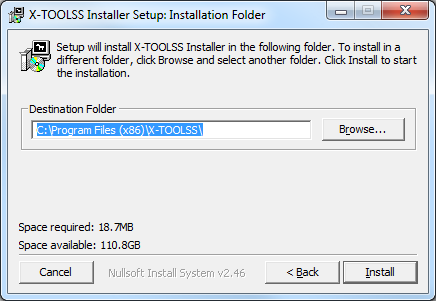 X-TOOLSS Installer Setup: Installation Folder
Setup will install X-TOOLSS Installer in the following folder. To install in a
different folder, click Browse and select another folder. Click Install to start
the installation.
Destination Folder
C:\Program Files (x86)\X-TOOLSS\
Browse...
Space required: 18.7MB
Space available: 110.8GB
Cancel
Nullsoft Install System v2.46
< Back
Install